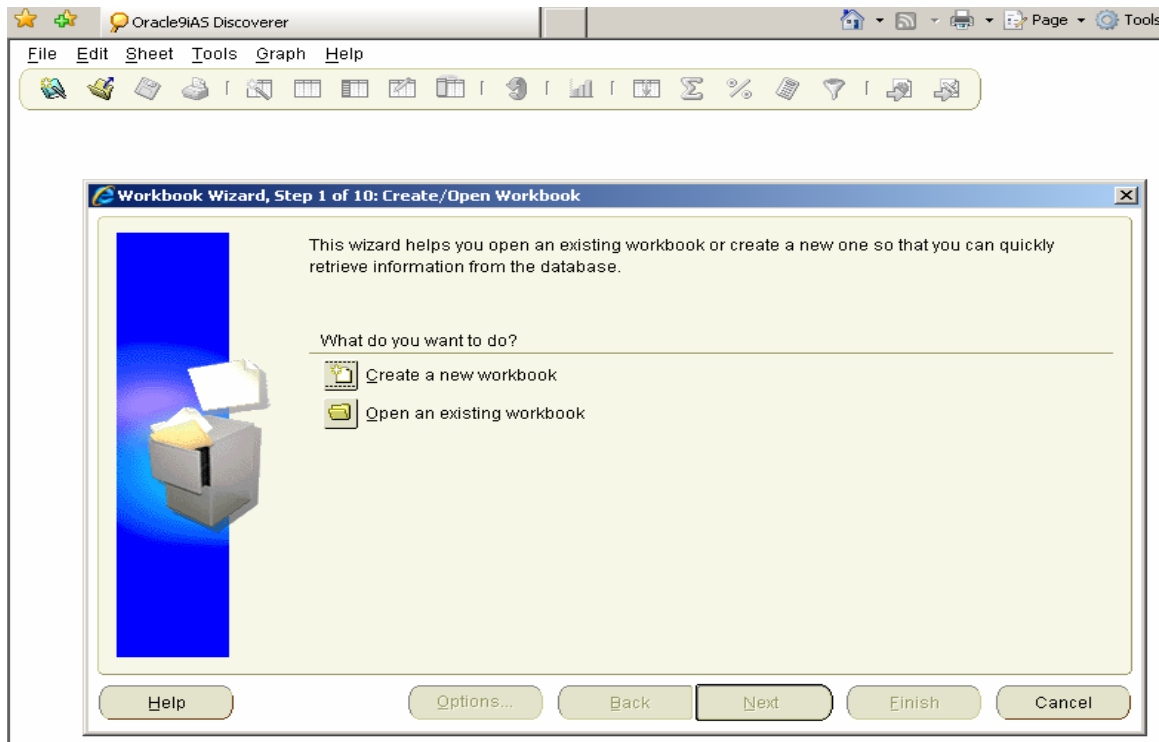 Oracle9iAS Discoverer Page Tools
File Edit Sheet Tools Graph Help
Workbook Wizard, Step 1 of 10: Create/Open Workbook
This wizard helps you open an existing workbook or create a new one so that you can quickly
retrieve information from the database.
What do you want to do?
Create a new workbook
Open an existing workbook
Help Options... Back Next Finish Cancel